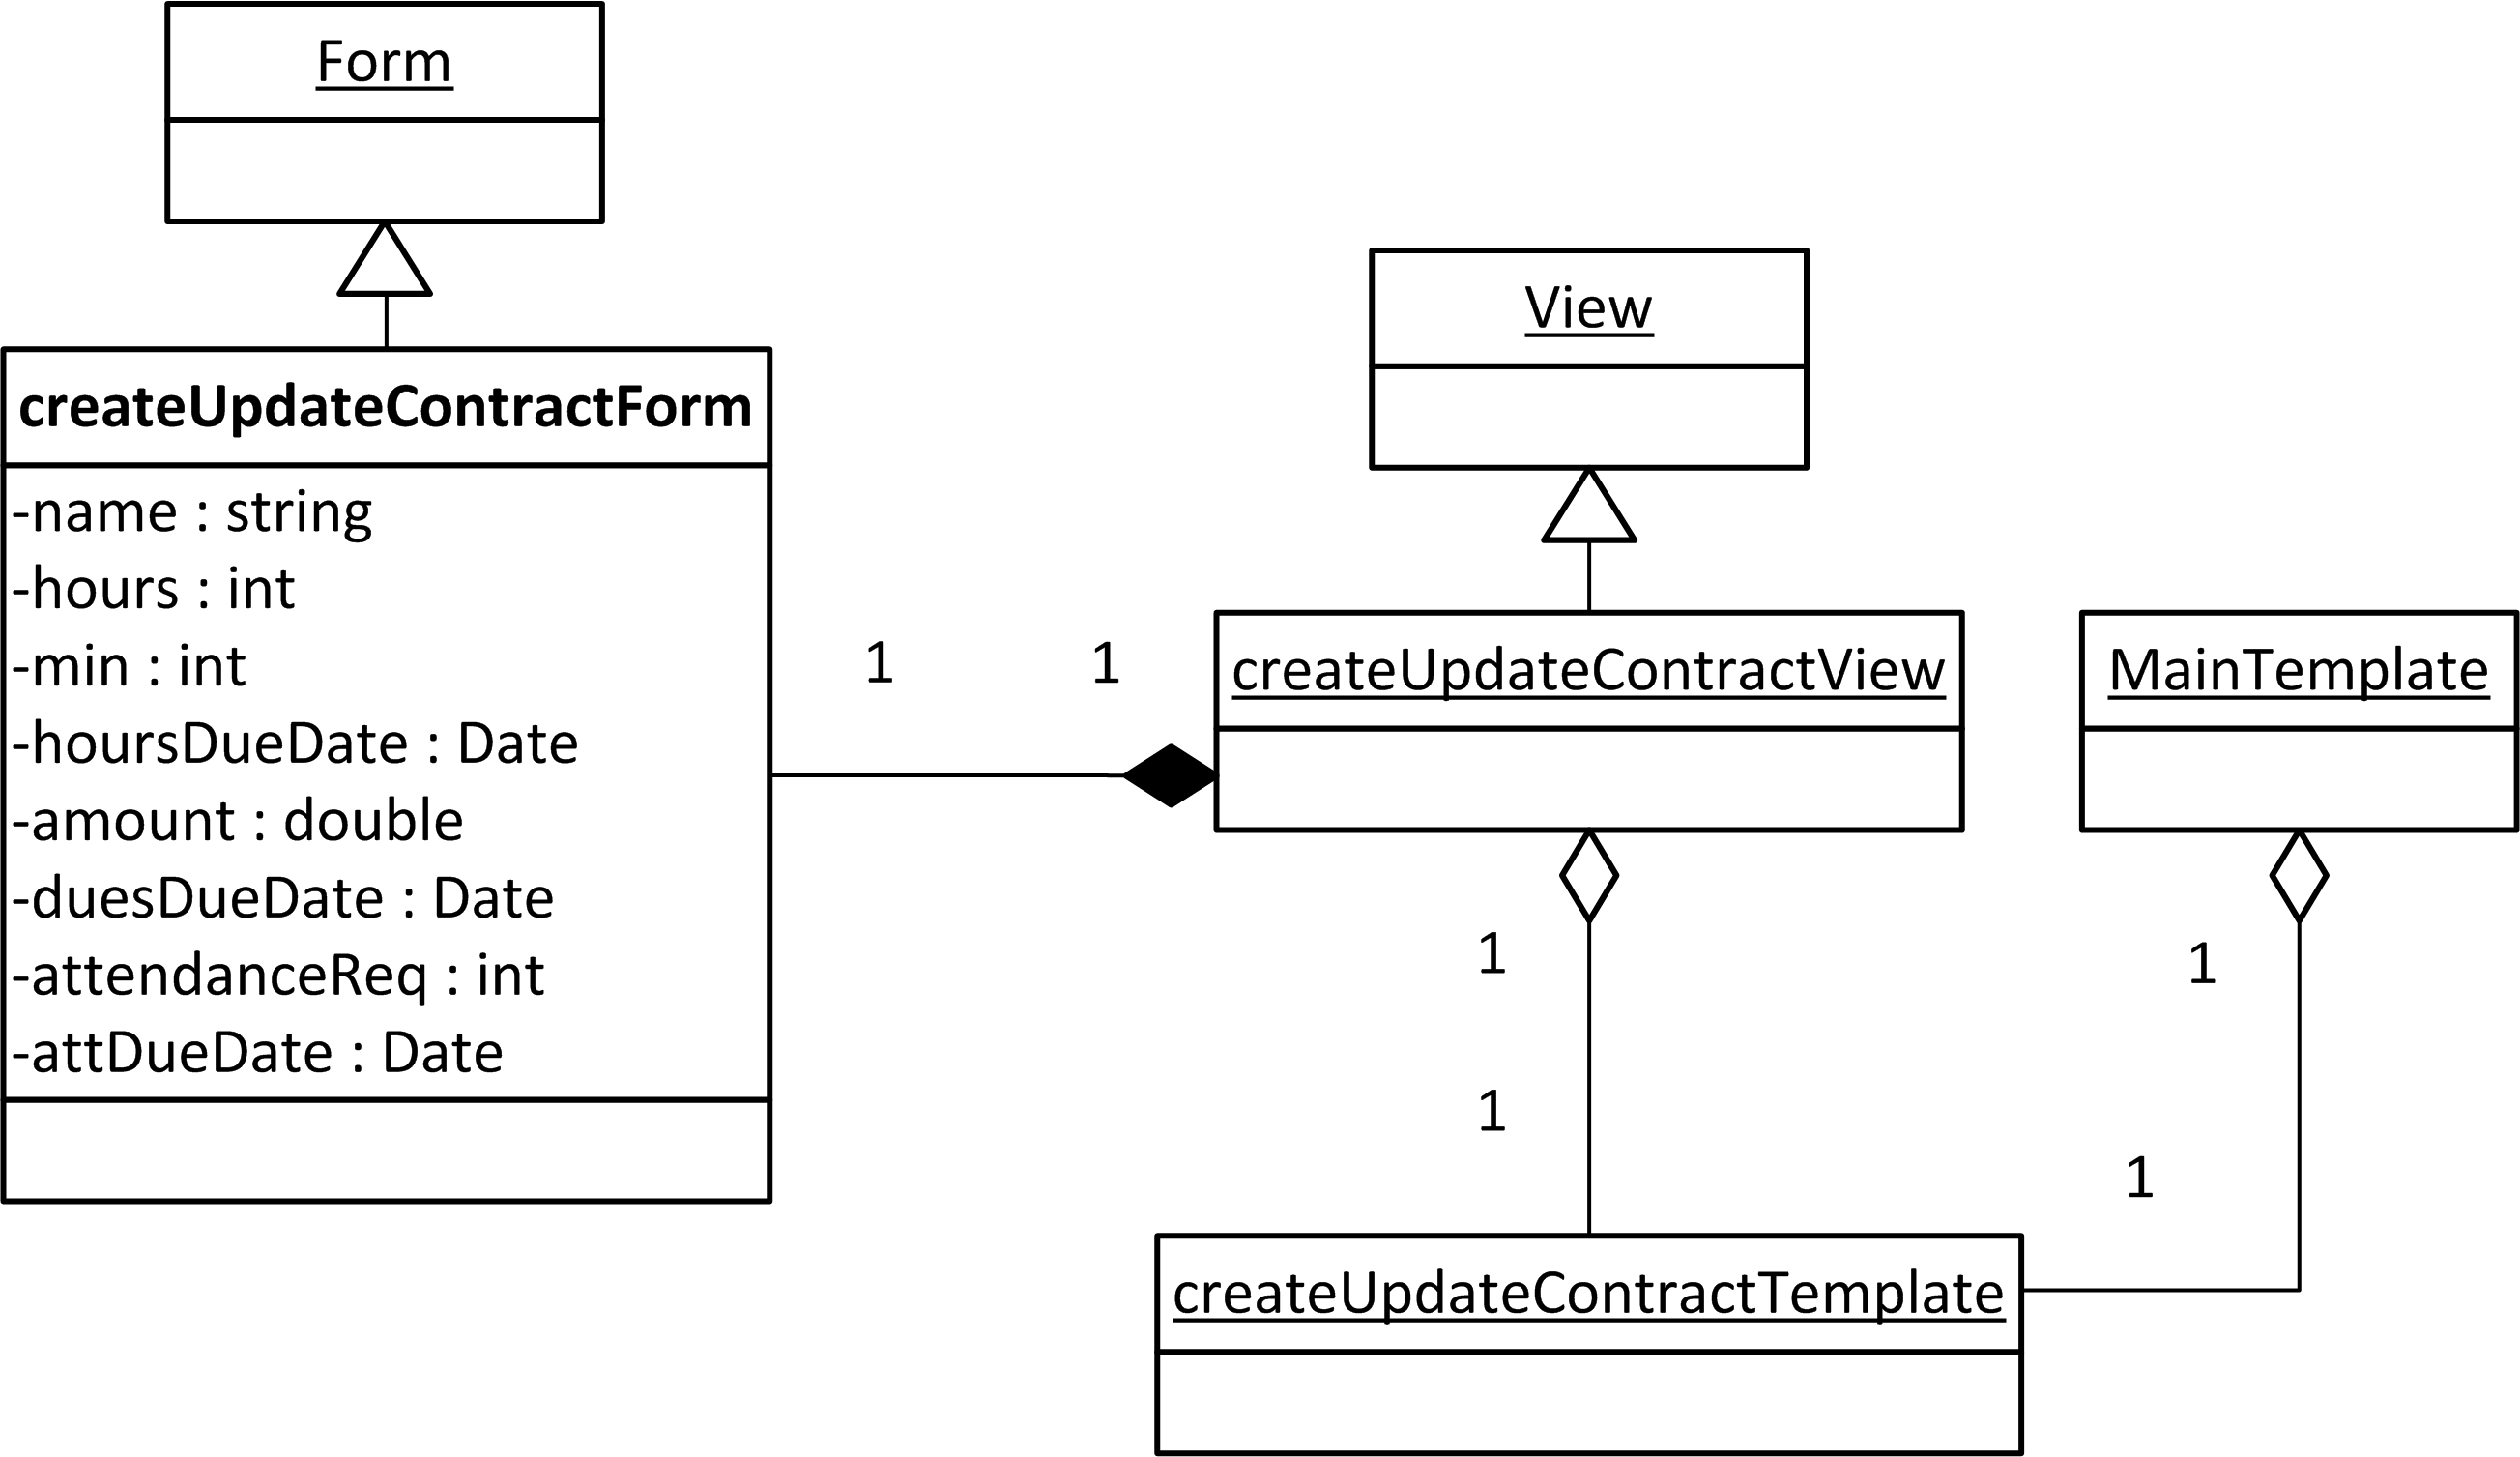 Form
createUpdateContractForm
-name : string
-hours : int
-min : int
-hoursDueDate : Date
-amount : double
-duesDueDate : Date
-attendanceReq : int
-attDueDate : Date
1
1
View
createUpdateContractView
MainTemplate
1
1
1
1
createUpdateContractTemplate